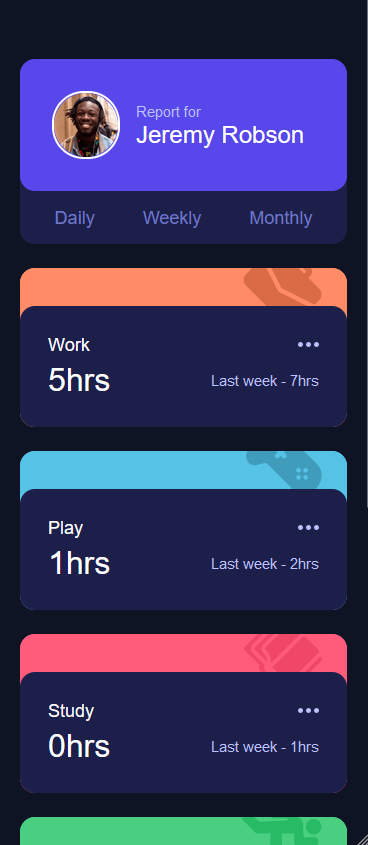 Report for
Jeremy Robson
Daily Weekly Monthly
Work
5hrs Last week - 7hrs
Play
1hrs Last week - 2hrs
Study
0hrs Last week - 1hrs